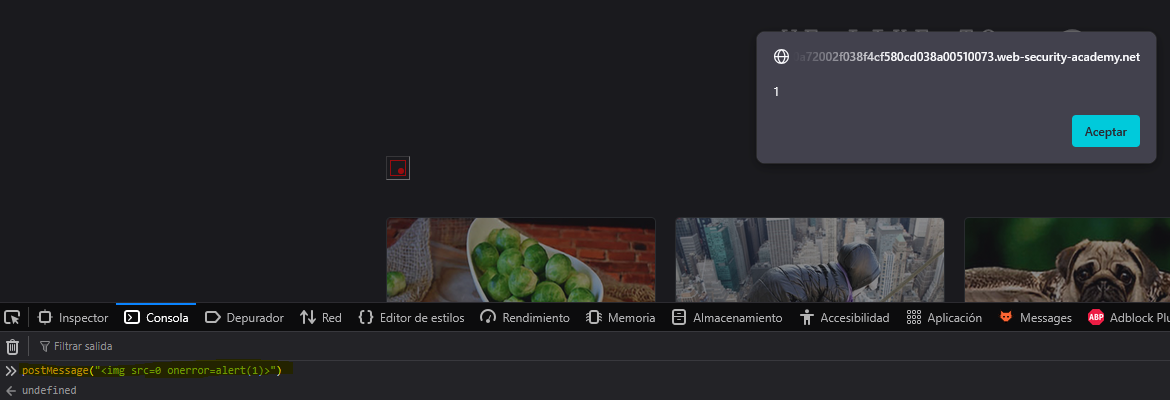 a72002f038f4cf580cd038a00510073.web-security-academy.net
1
Aceptar
Inspector Consola Depurador Red Editor de estilos Rendimiento Memoria Almacenamiento Accesibilidad Aplicación Messages Adblock Plu
Filtrar salida
postMessage("<img src=0 onerror=alert(1)>")
undefined